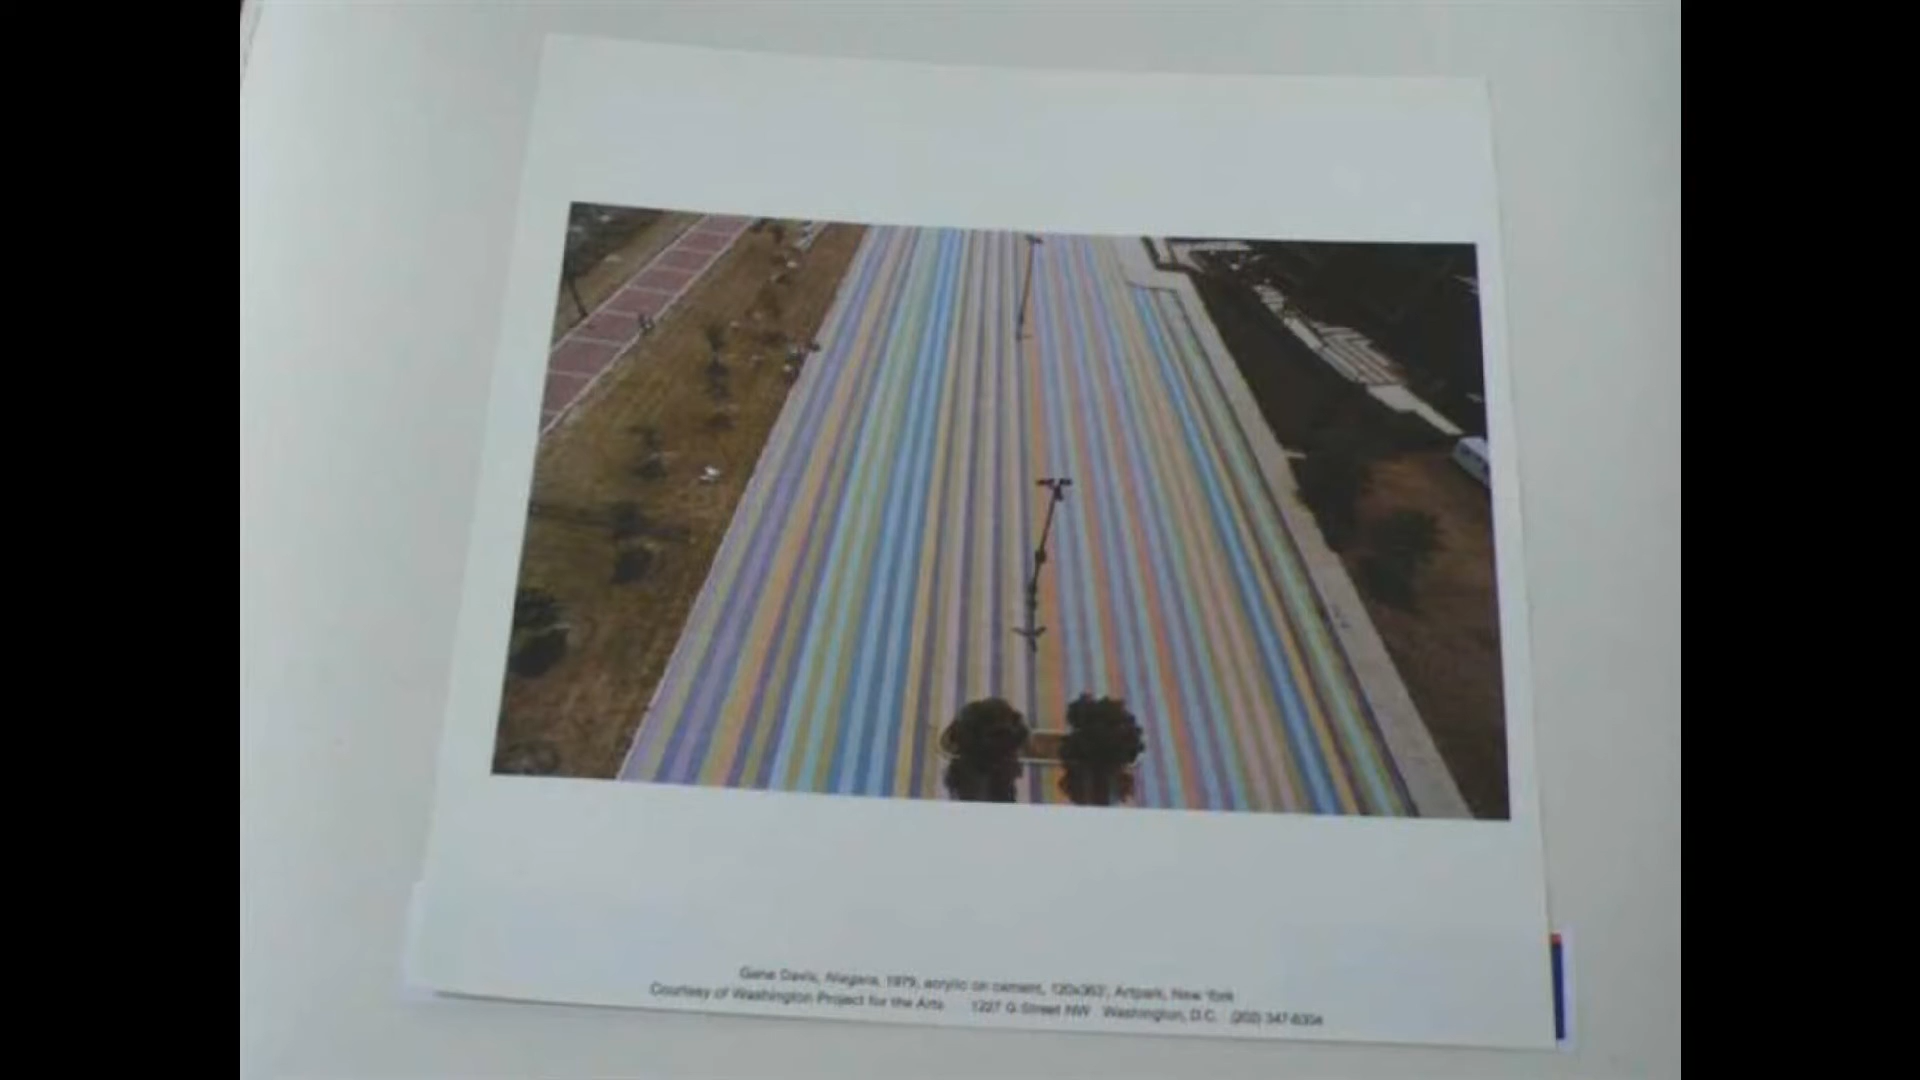 Gene Davis, Niagara, 1979, acrylic on cement, 120x363', Artpark, New York
Courtesy of Washington Project for the Arts 1227 G Street NW Washington, D.C. (202) 347-8304